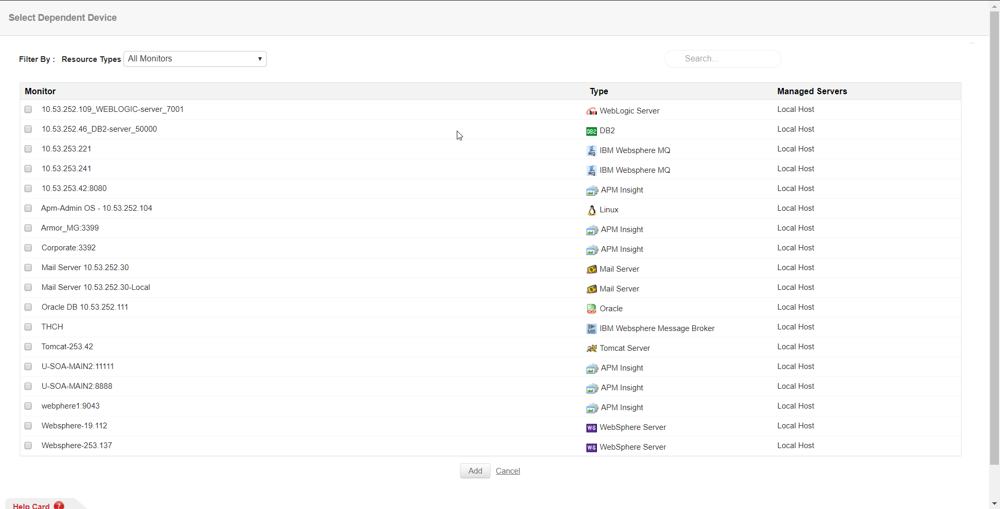 Select Dependent Device
Filter By : Resource Types All Monitors Search...
Monitor Type Managed Servers
10.53.252.109_WEBLOGIC-server_7001 bea WebLogic Server Local Host
10.53.252.46_DB2-server_50000 DB2 DB2 Local Host
10.53.253.221 MQ IBM Websphere MQ Local Host
10.53.253.241 MQ IBM Websphere MQ Local Host
10.53.253.42:8080 APM Insight Local Host
Apm-Admin OS - 10.53.252.104 Linux Local Host
Armor_MG:3399 APM Insight Local Host
Corporate:3392 APM Insight Local Host
Mail Server 10.53.252.30 Mail Server Local Host
Mail Server 10.53.252.30-Local Mail Server Local Host
Oracle DB 10.53.252.111 Oracle Local Host
THCH MB IBM Websphere Message Broker Local Host
Tomcat-253.42 Tomcat Server Local Host
U-SOA-MAIN2:11111 APM Insight Local Host
U-SOA-MAIN2:8888 APM Insight Local Host
webphere1:9043 APM Insight Local Host
Websphere-19.112 WS WebSphere Server Local Host
Websphere-253.137 WS WebSphere Server Local Host
Add Cancel
Help Card ?